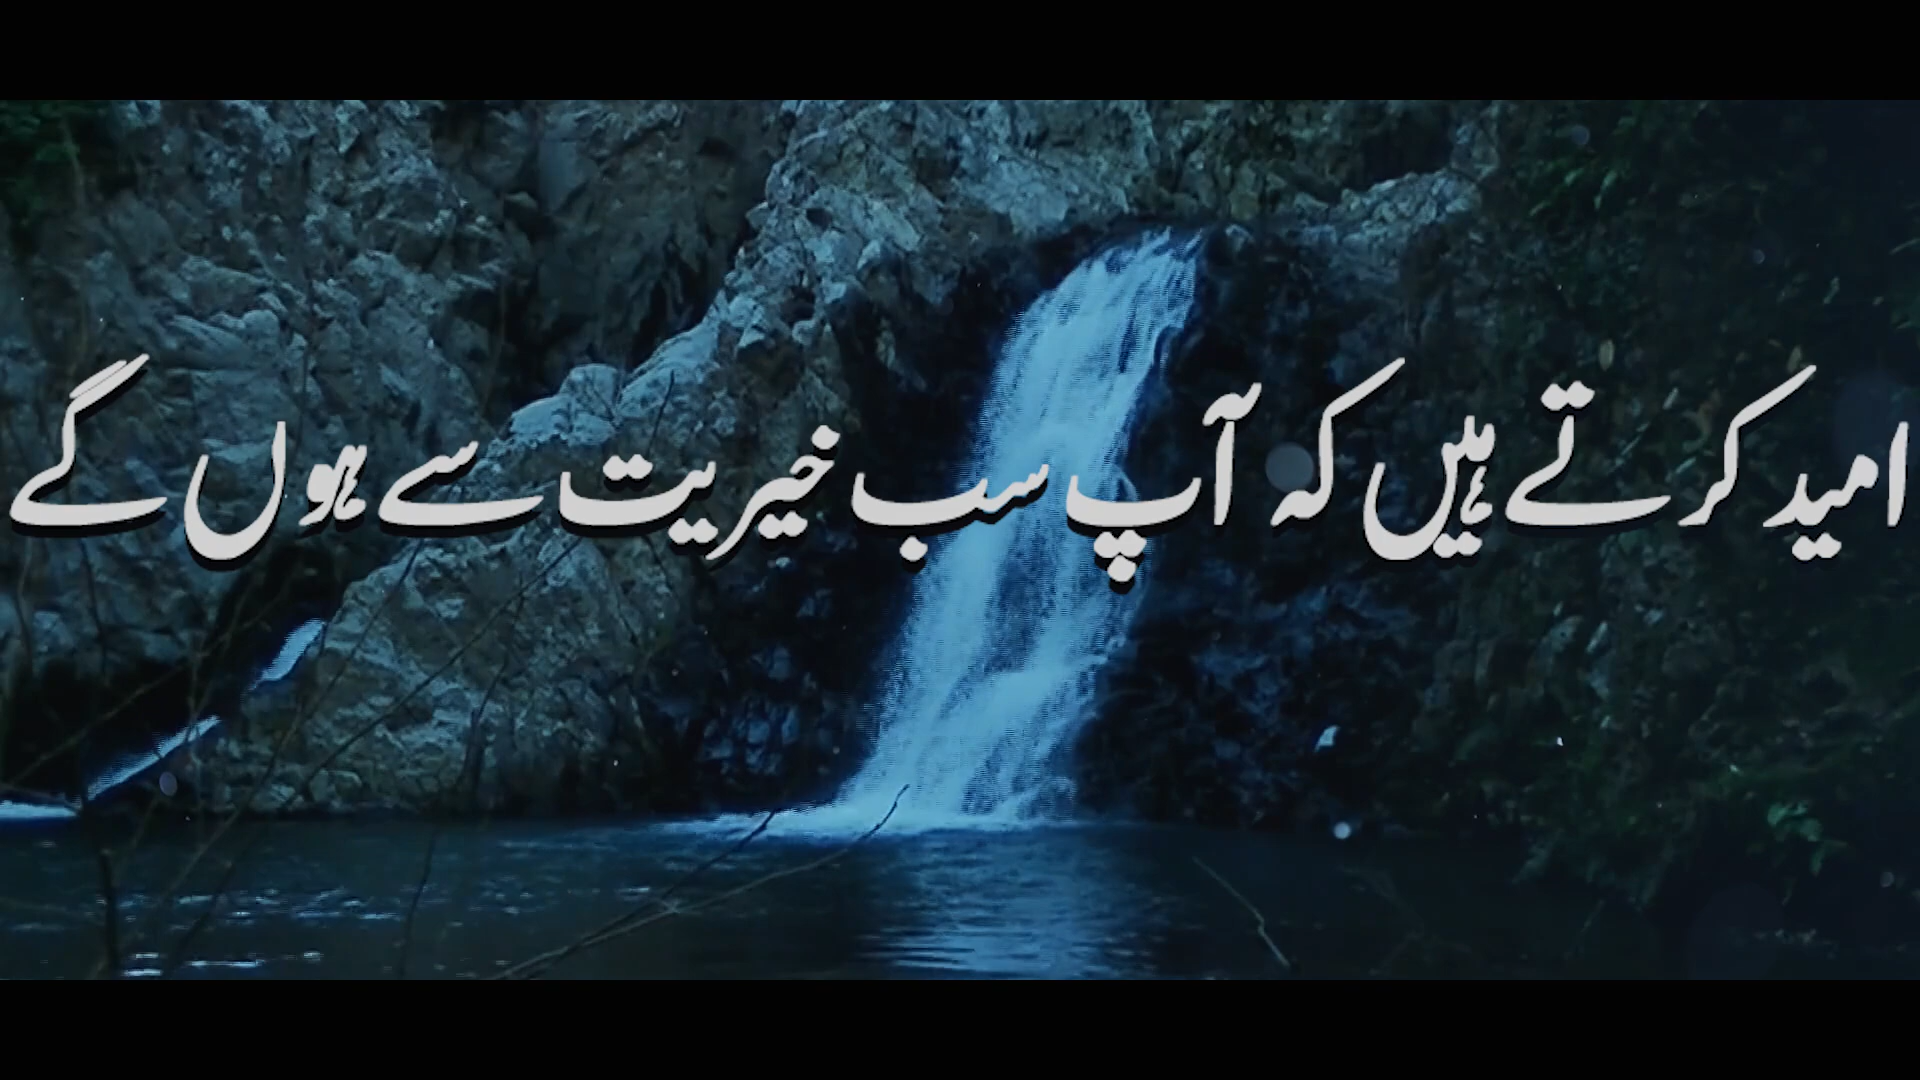 امید کرتے ہیں کہ آپ سب خیریت سے ہوں گے